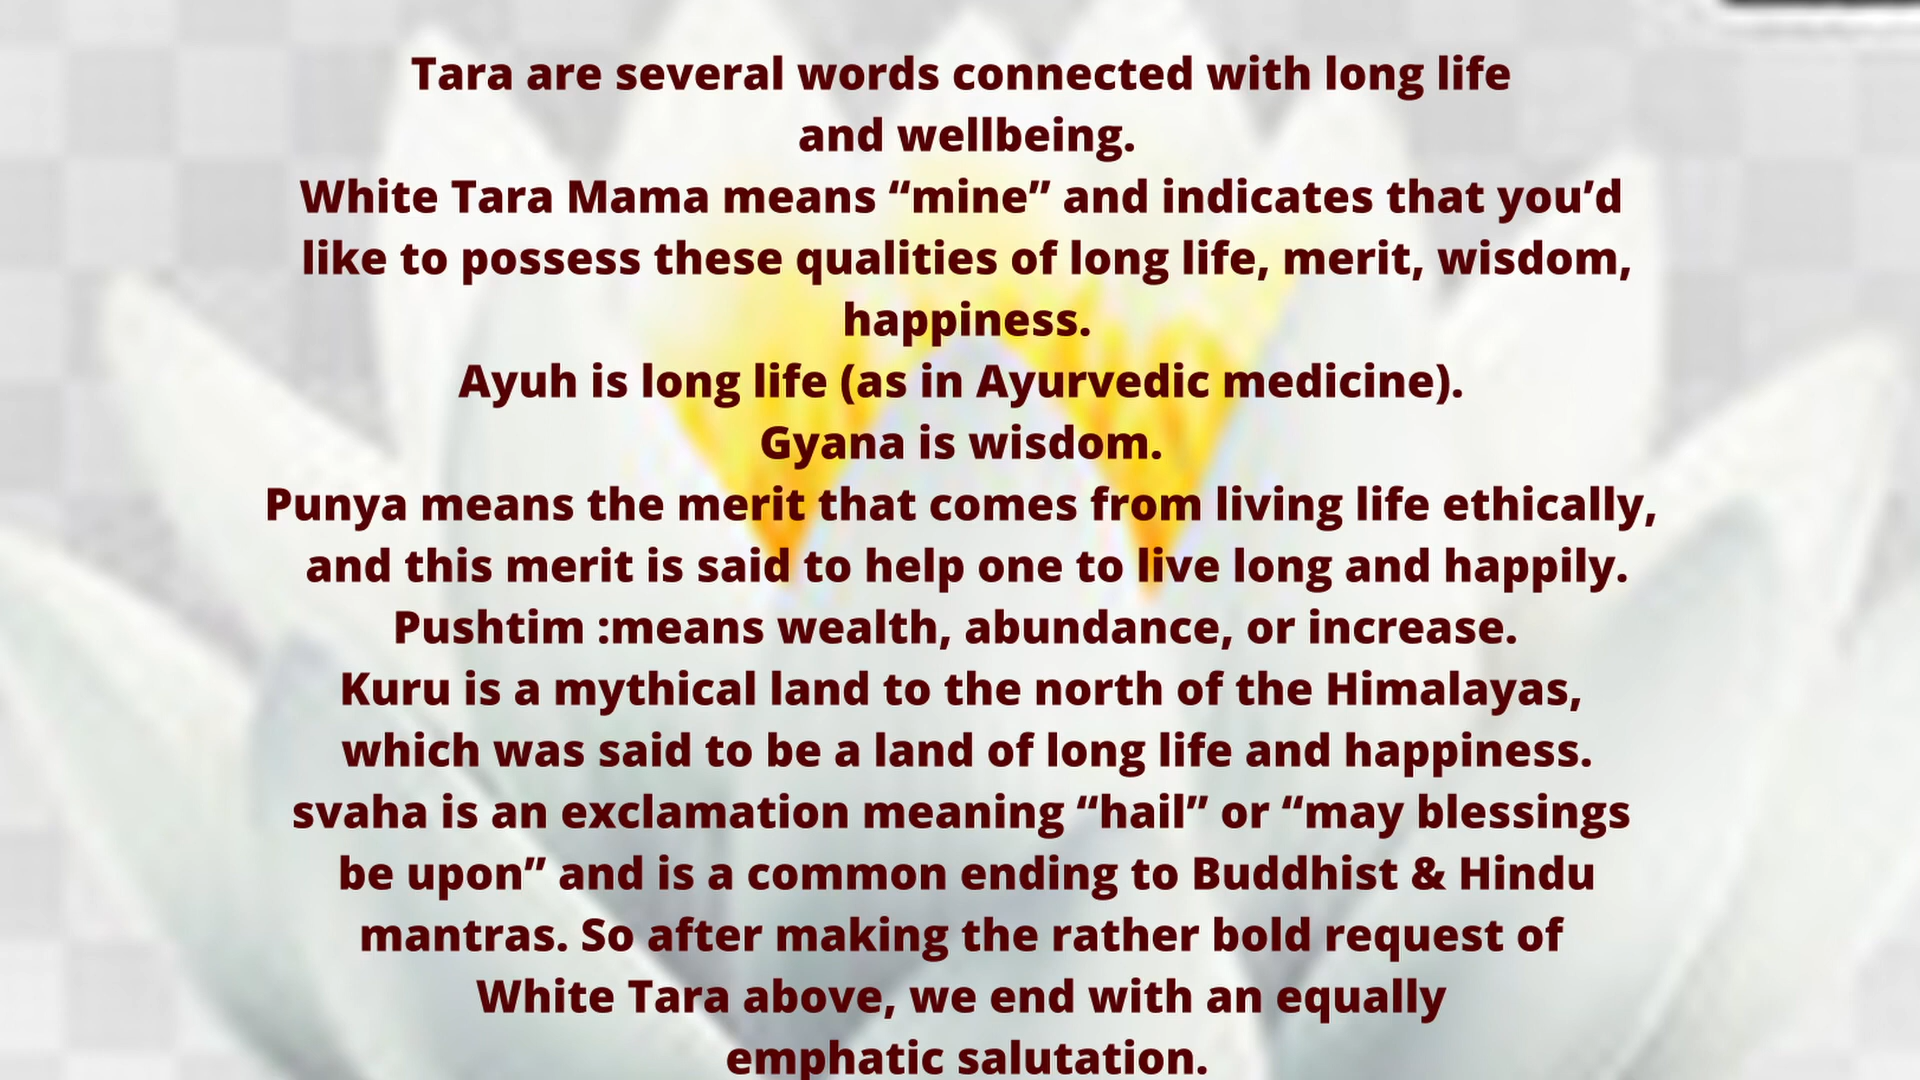 Tara are several words connected with long life
and wellbeing.
White Tara Mama means “mine” and indicates that you’d
like to possess these qualities of long life, merit, wisdom,
happiness.
Ayuh is long life (as in Ayurvedic medicine).
Gyana is wisdom.
Punya means the merit that comes from living life ethically,
and this merit is said to help one to live long and happily.
Pushtim :means wealth, abundance, or increase.
Kuru is a mythical land to the north of the Himalayas,
which was said to be a land of long life and happiness.
svaha is an exclamation meaning “hail” or “may blessings
be upon” and is a common ending to Buddhist & Hindu
mantras. So after making the rather bold request of
White Tara above, we end with an equally
emphatic salutation.